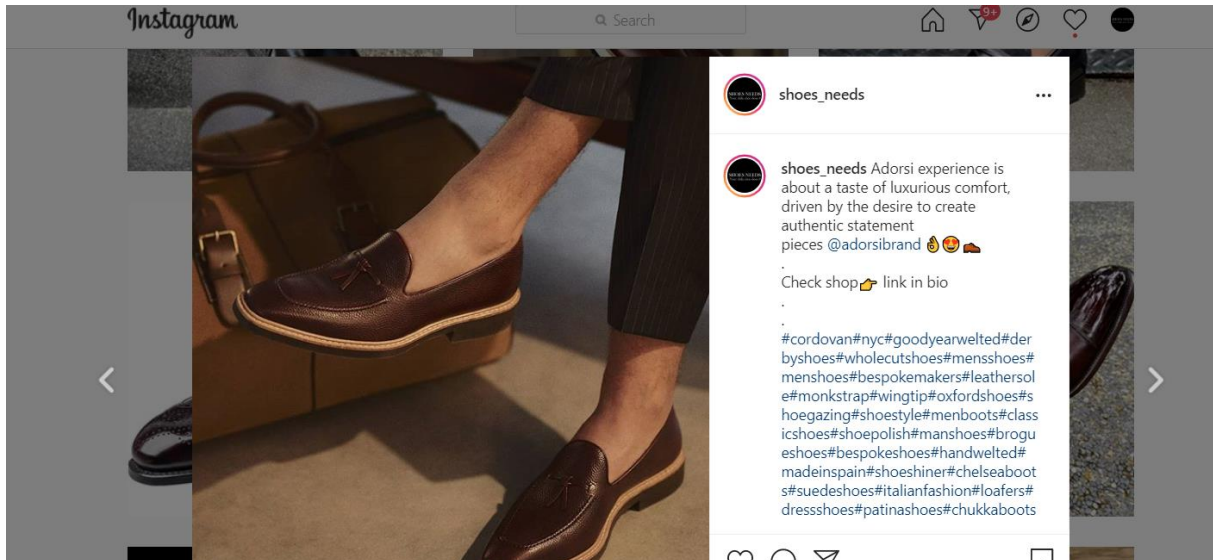 Instagram
Search
9+
shoes_needs
shoes_needs Adorsi experience is
about a taste of luxurious comfort,
driven by the desire to create
authentic statement
pieces @adorsibrand 👌😍👞
.
Check shop👉 link in bio
.
.
#cordovan#nyc#goodyearwelted#der
byshoes#wholecutshoes#mensshoes#
menshoes#bespokemakers#leathersol
e#monkstrap#wingtip#oxfordshoes#s
hoegazing#shoestyle#menboots#class
icshoes#shoepolish#manshoes#brogu
eshoes#bespokeshoes#handwelted#
madeinspain#shoeshiner#chelseaboot
s#suedeshoes#italianfashion#loafers#
dressshoes#patinashoes#chukkaboots